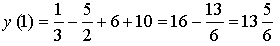 y(1) = 1/3 − 5/2 + 6 + 10 = 16 − 13/6 = 13 5/6